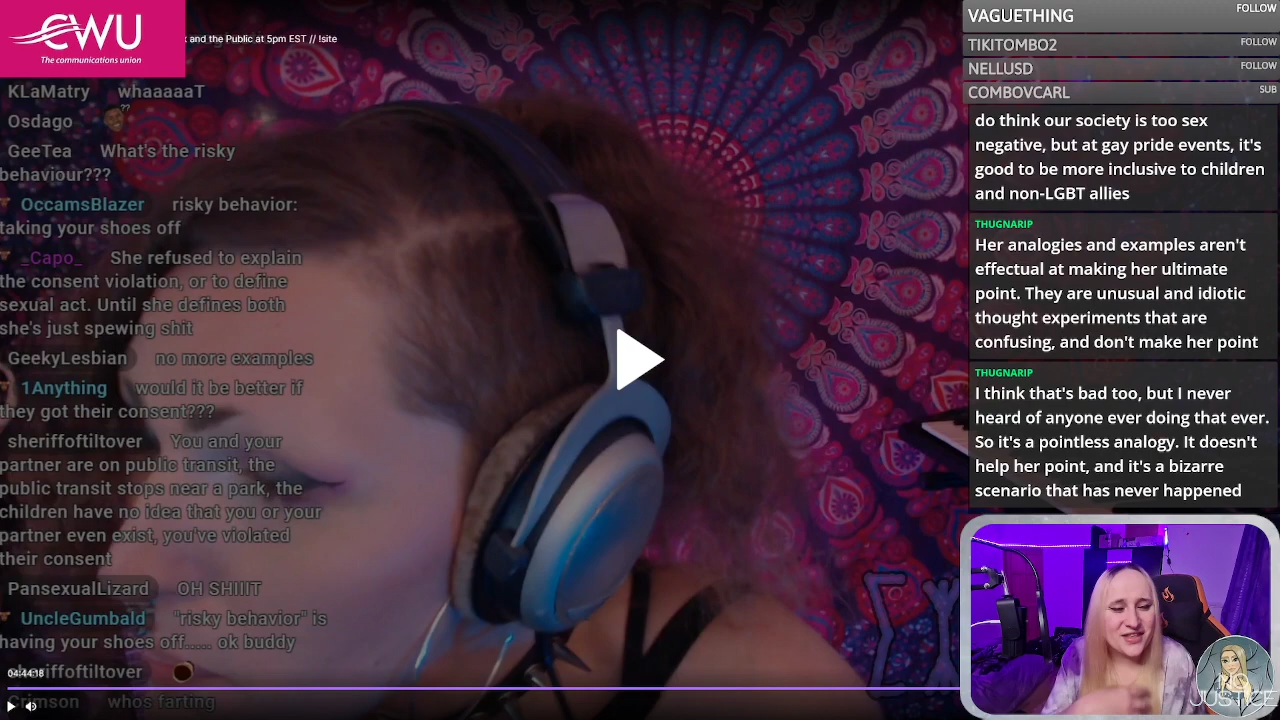 CWU
The communications union
x and the Public at 5pm EST // !site
KLaMatry whaaaaaT
??
Osdago
GeeTea What's the risky
behaviour???
OccamsBlazer risky behavior:
taking your shoes off
_Capo_ She refused to explain
the consent violation, or to define
sexual act. Until she defines both
she's just spewing shit
GeekyLesbian no more examples
1Anything would it be better if
they got their consent???
sheriffoftiltover You and your
partner are on public transit, the
public transit stops near a park, the
children have no idea that you or your
partner even exist, you've violated
their consent
PansexualLizard OH SHIIIT
UncleGumbald "risky behavior" is
having your shoes off..... ok buddy
sheriffoftiltover
04:44:18
Crimson whos farting
VAGUETHING FOLLOW
TIKITOMBO2 FOLLOW
NELLUSD FOLLOW
COMBOVCARL SUB
do think our society is too sex
negative, but at gay pride events, it's
good to be more inclusive to children
and non-LGBT allies
THUGNARIP
Her analogies and examples aren't
effectual at making her ultimate
point. They are unusual and idiotic
thought experiments that are
confusing, and don't make her point
THUGNARIP
I think that's bad too, but I never
heard of anyone ever doing that ever.
So it's a pointless analogy. It doesn't
help her point, and it's a bizarre
scenario that has never happened
JUSTICE